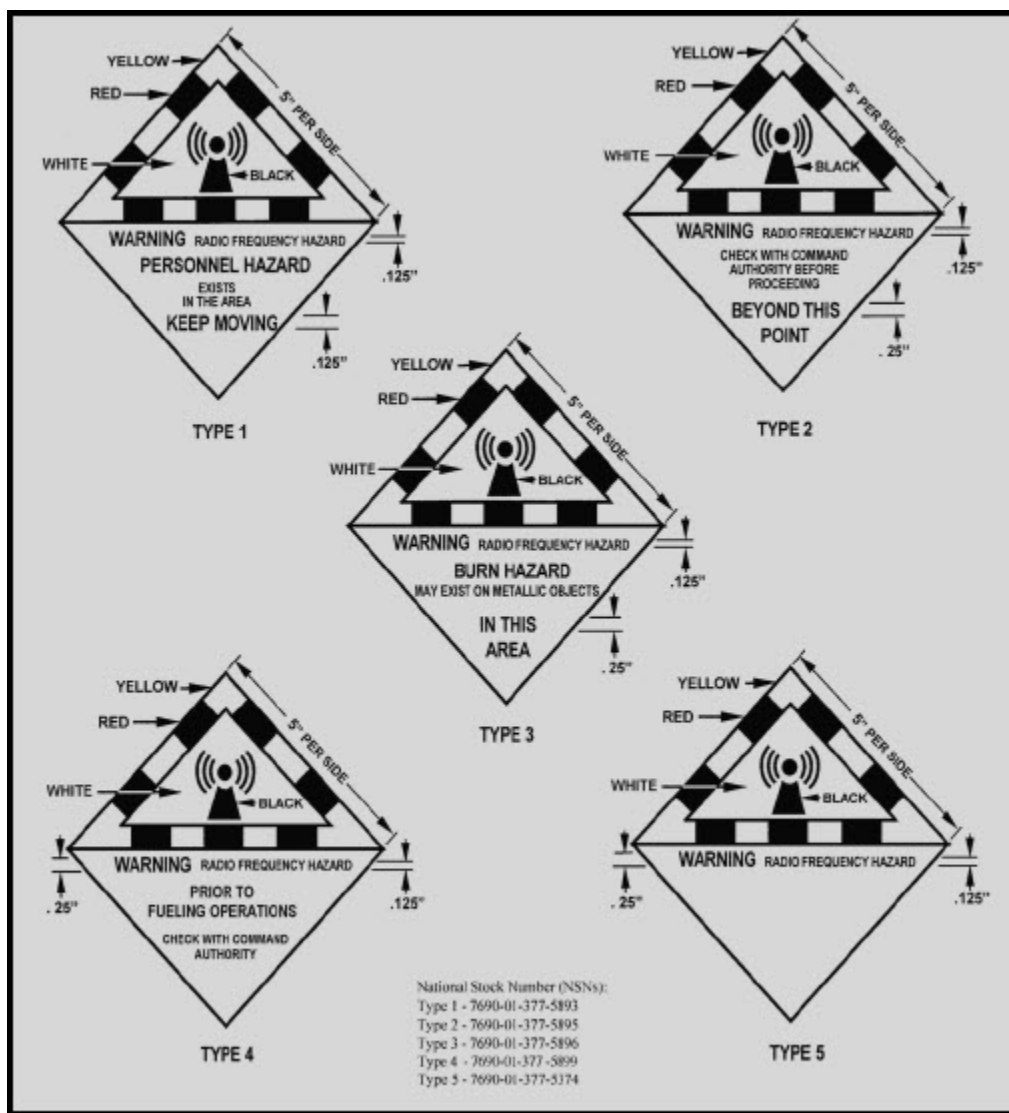 YELLOW
RED
5" PER SIDE
WHITE
BLACK
WARNING RADIO FREQUENCY HAZARD
PERSONNEL HAZARD
EXISTS
IN THE AREA
KEEP MOVING
.125"
.125"
TYPE 1
YELLOW
RED
5" PER SIDE
WHITE
BLACK
WARNING RADIO FREQUENCY HAZARD
CHECK WITH COMMAND
AUTHORITY BEFORE
PROCEEDING
BEYOND THIS
POINT
.125"
. 25"
TYPE 2
YELLOW
RED
5" PER SIDE
WHITE
BLACK
WARNING RADIO FREQUENCY HAZARD
BURN HAZARD
MAY EXIST ON METALLIC OBJECTS
IN THIS
AREA
.125"
. 25"
TYPE 3
YELLOW
RED
5" PER SIDE
WHITE
BLACK
WARNING RADIO FREQUENCY HAZARD
PRIOR TO
FUELING OPERATIONS
CHECK WITH COMMAND
AUTHORITY
. 25"
.125"
TYPE 4
YELLOW
RED
5" PER SIDE
WHITE
BLACK
WARNING RADIO FREQUENCY HAZARD
. 25"
.125"
TYPE 5
National Stock Number (NSNs):
Type 1 - 7690-01-377-5893
Type 2 - 7690-01-377-5895
Type 3 - 7690-01-377-5896
Type 4 - 7690-01-377-5899
Type 5 - 7690-01-377-5374